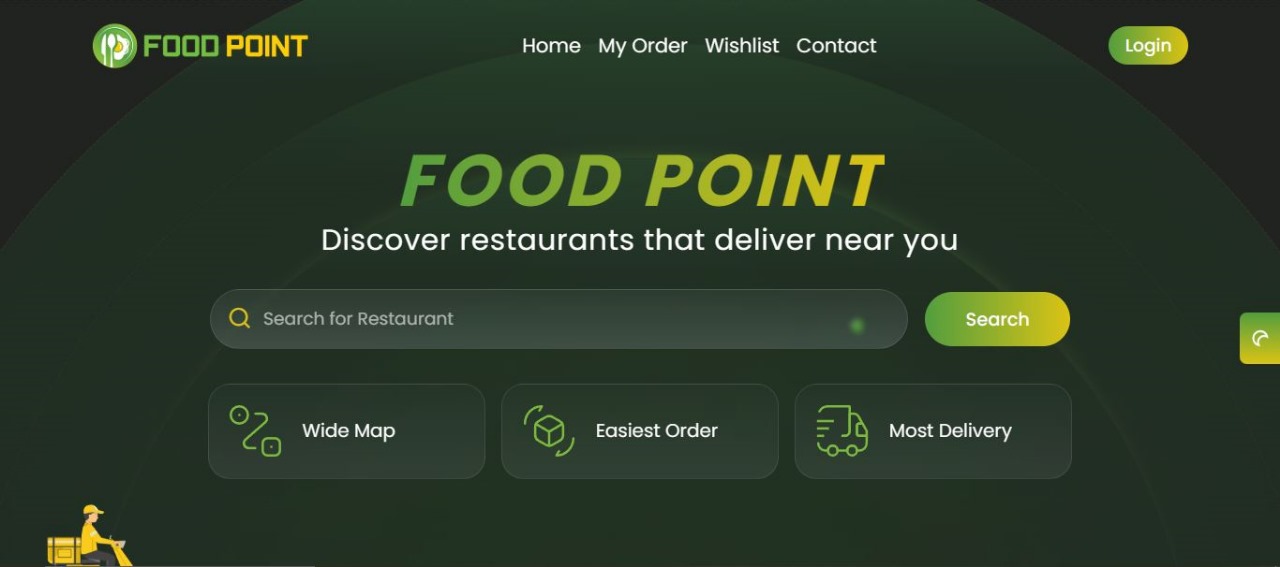 FOOD POINT
Home My Order Wishlist Contact
Login
FOOD POINT
Discover restaurants that deliver near you
Search for Restaurant
Search
Wide Map
Easiest Order
Most Delivery